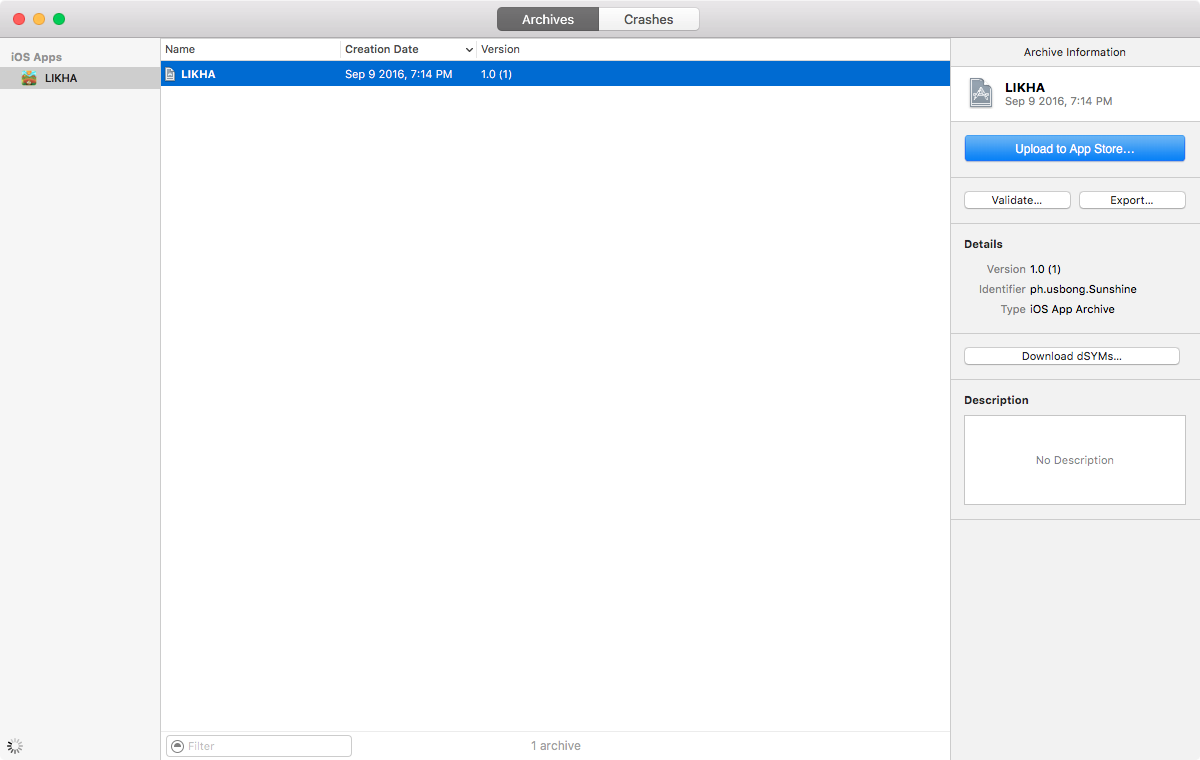 Archives Crashes
iOS Apps
LIKHA
Name Creation Date Version
LIKHA Sep 9 2016, 7:14 PM 1.0 (1)
Filter
1 archive
Archive Information
LIKHA
Sep 9 2016, 7:14 PM
Upload to App Store...
Validate... Export...
Details
Version 1.0 (1)
Identifier ph.usbong.Sunshine
Type iOS App Archive
Download dSYMs...
Description
No Description